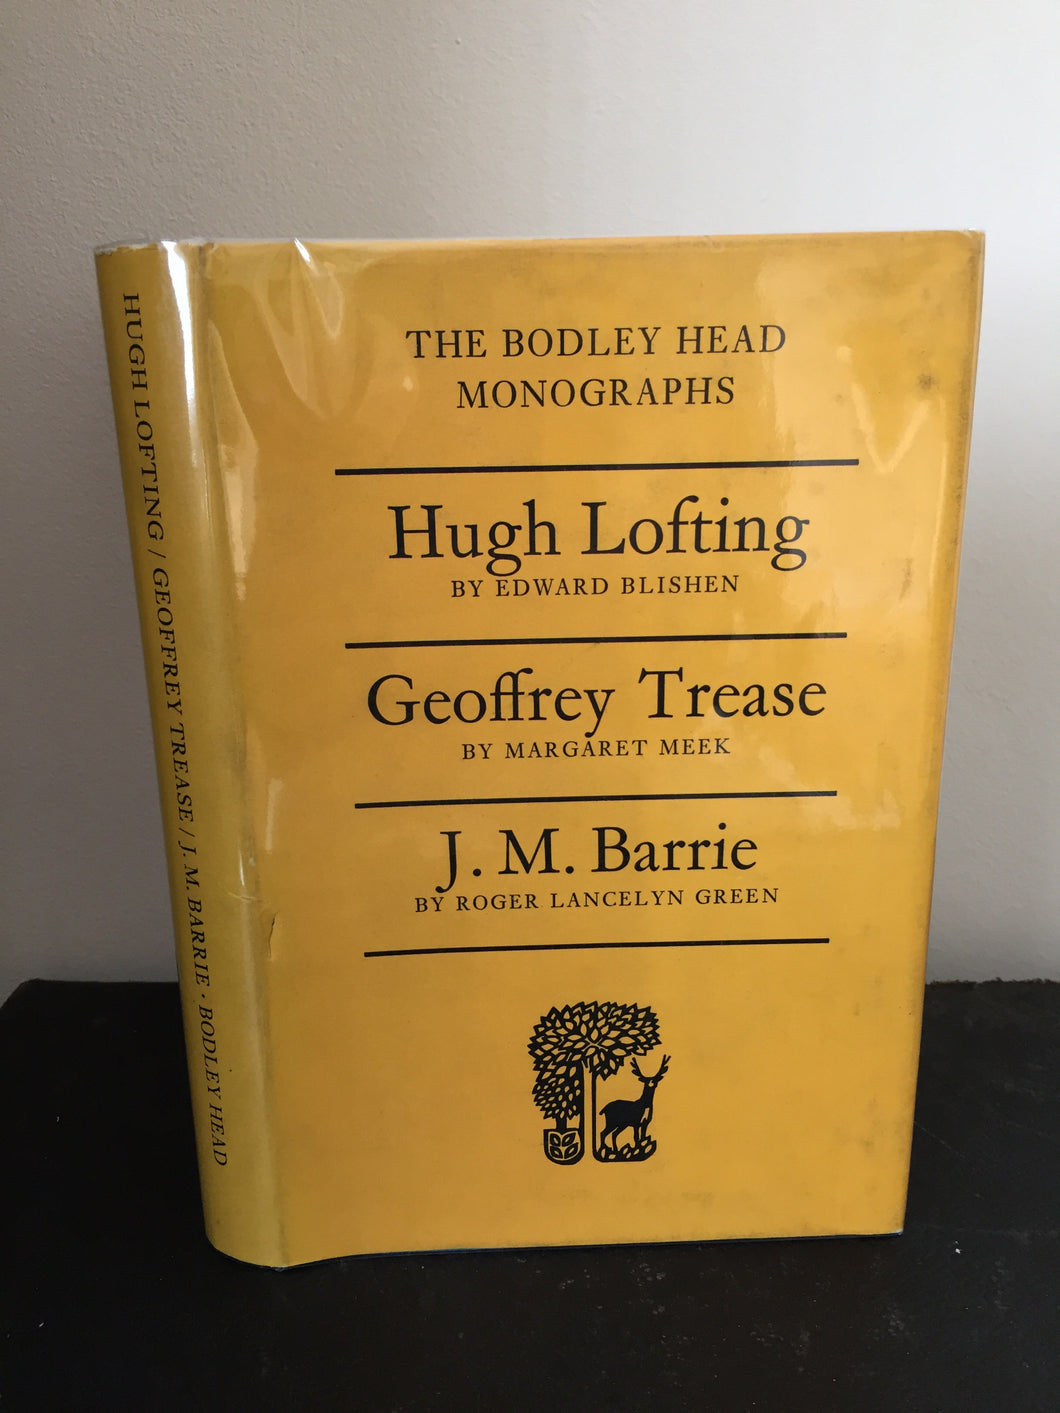 THE BODLEY HEAD
MONOGRAPHS
Hugh Lofting
BY EDWARD BLISHEN
Geoffrey Trease
BY MARGARET MEEK
J. M. Barrie
BY ROGER LANCELYN GREEN
HUGH LOFTING / GEOFFREY TREASE / J. M. BARRIE · BODLEY HEAD